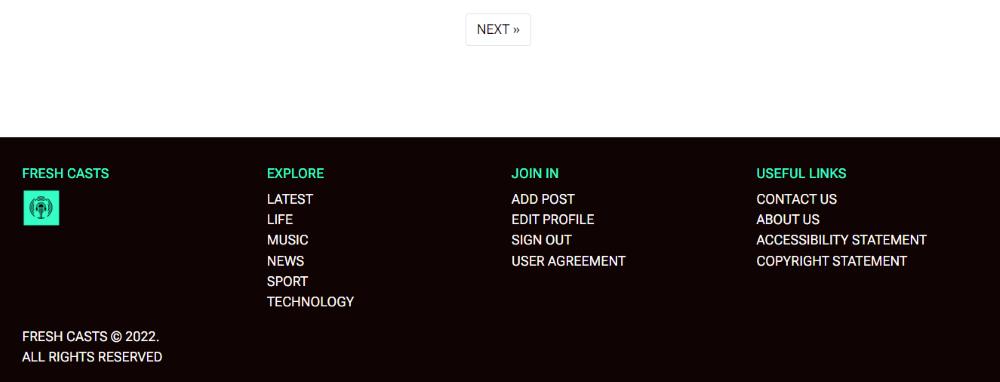 NEXT »
FRESH CASTS
EXPLORE
LATEST
LIFE
MUSIC
NEWS
SPORT
TECHNOLOGY
JOIN IN
ADD POST
EDIT PROFILE
SIGN OUT
USER AGREEMENT
USEFUL LINKS
CONTACT US
ABOUT US
ACCESSIBILITY STATEMENT
COPYRIGHT STATEMENT
FRESH CASTS © 2022.
ALL RIGHTS RESERVED